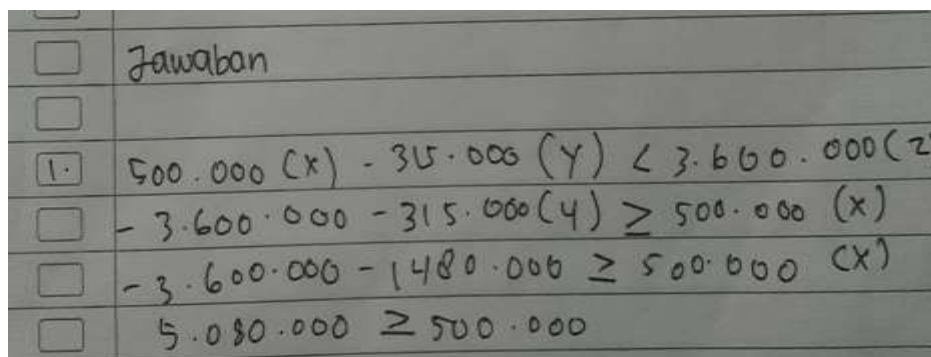 Jawaban
1. 500.000 (x) - 315.000 (y) < 3.600.000 (z
- 3.600.000 - 315.000 (y) ≥ 500.000 (x)
- 3.600.000 - 1480.000 ≥ 500.000 (x)
5.080.000 ≥ 500.000